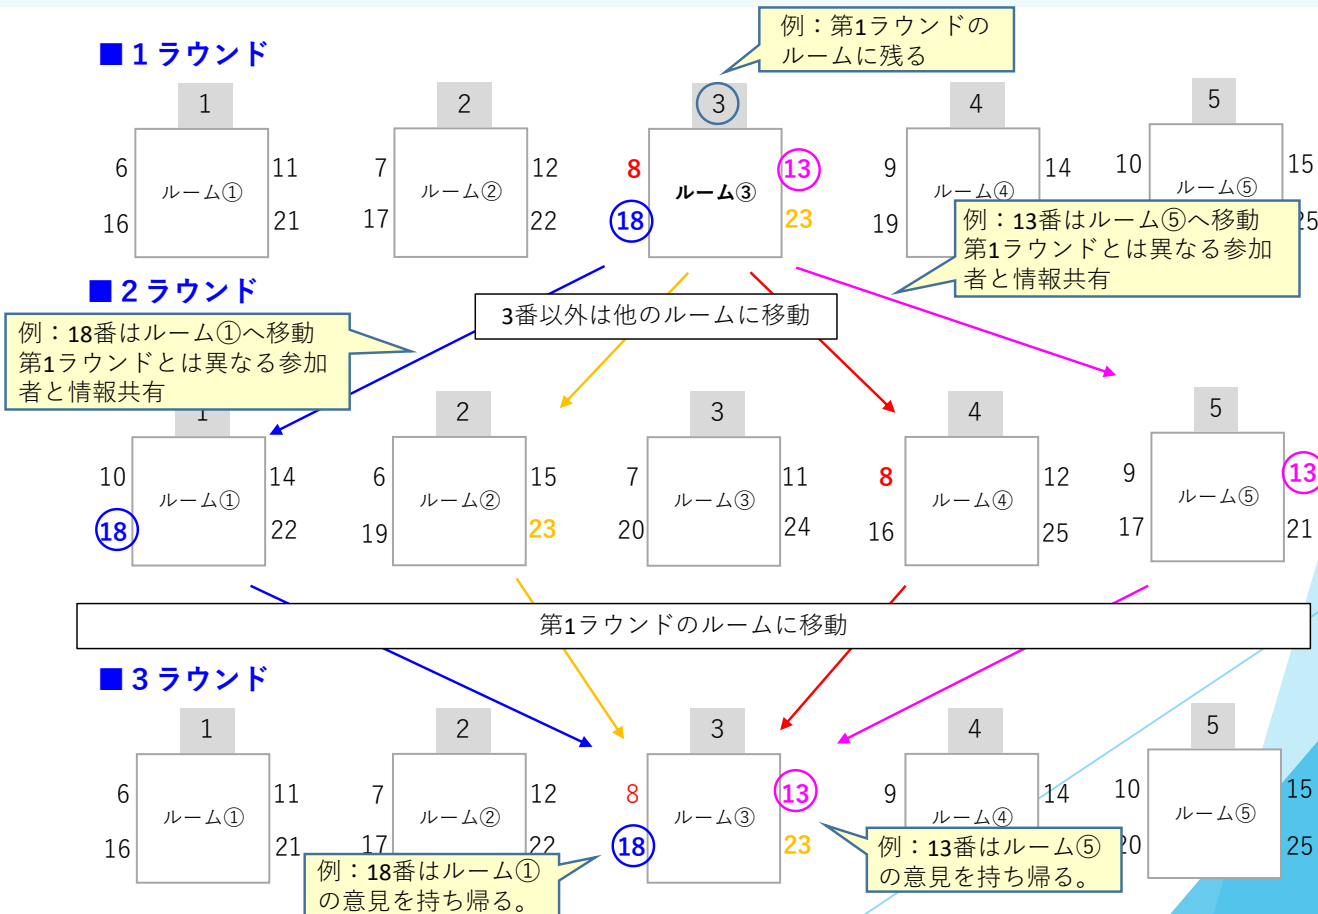 ■１ラウンド
例：第1ラウンドの
ルームに残る
1
2
3
4
5
6
11
7
12
8
13
9
14
10
15
ルーム①
ルーム②
ルーム③
ルーム④
ルーム⑤
16
21
17
22
18
23
19
25
例：13番はルーム⑤へ移動
第1ラウンドとは異なる参加
者と情報共有
■２ラウンド
3番以外は他のルームに移動
例：18番はルーム①へ移動
第1ラウンドとは異なる参加
者と情報共有
1
2
3
4
5
10
14
6
15
7
11
8
12
9
13
ルーム①
ルーム②
ルーム③
ルーム④
ルーム⑤
18
22
19
23
20
24
16
25
17
21
第1ラウンドのルームに移動
■３ラウンド
1
2
3
4
5
6
11
7
12
8
13
9
14
10
15
ルーム①
ルーム②
ルーム③
ルーム④
ルーム⑤
16
21
17
22
18
23
20
25
例：18番はルーム①
の意見を持ち帰る。
例：13番はルーム⑤
の意見を持ち帰る。